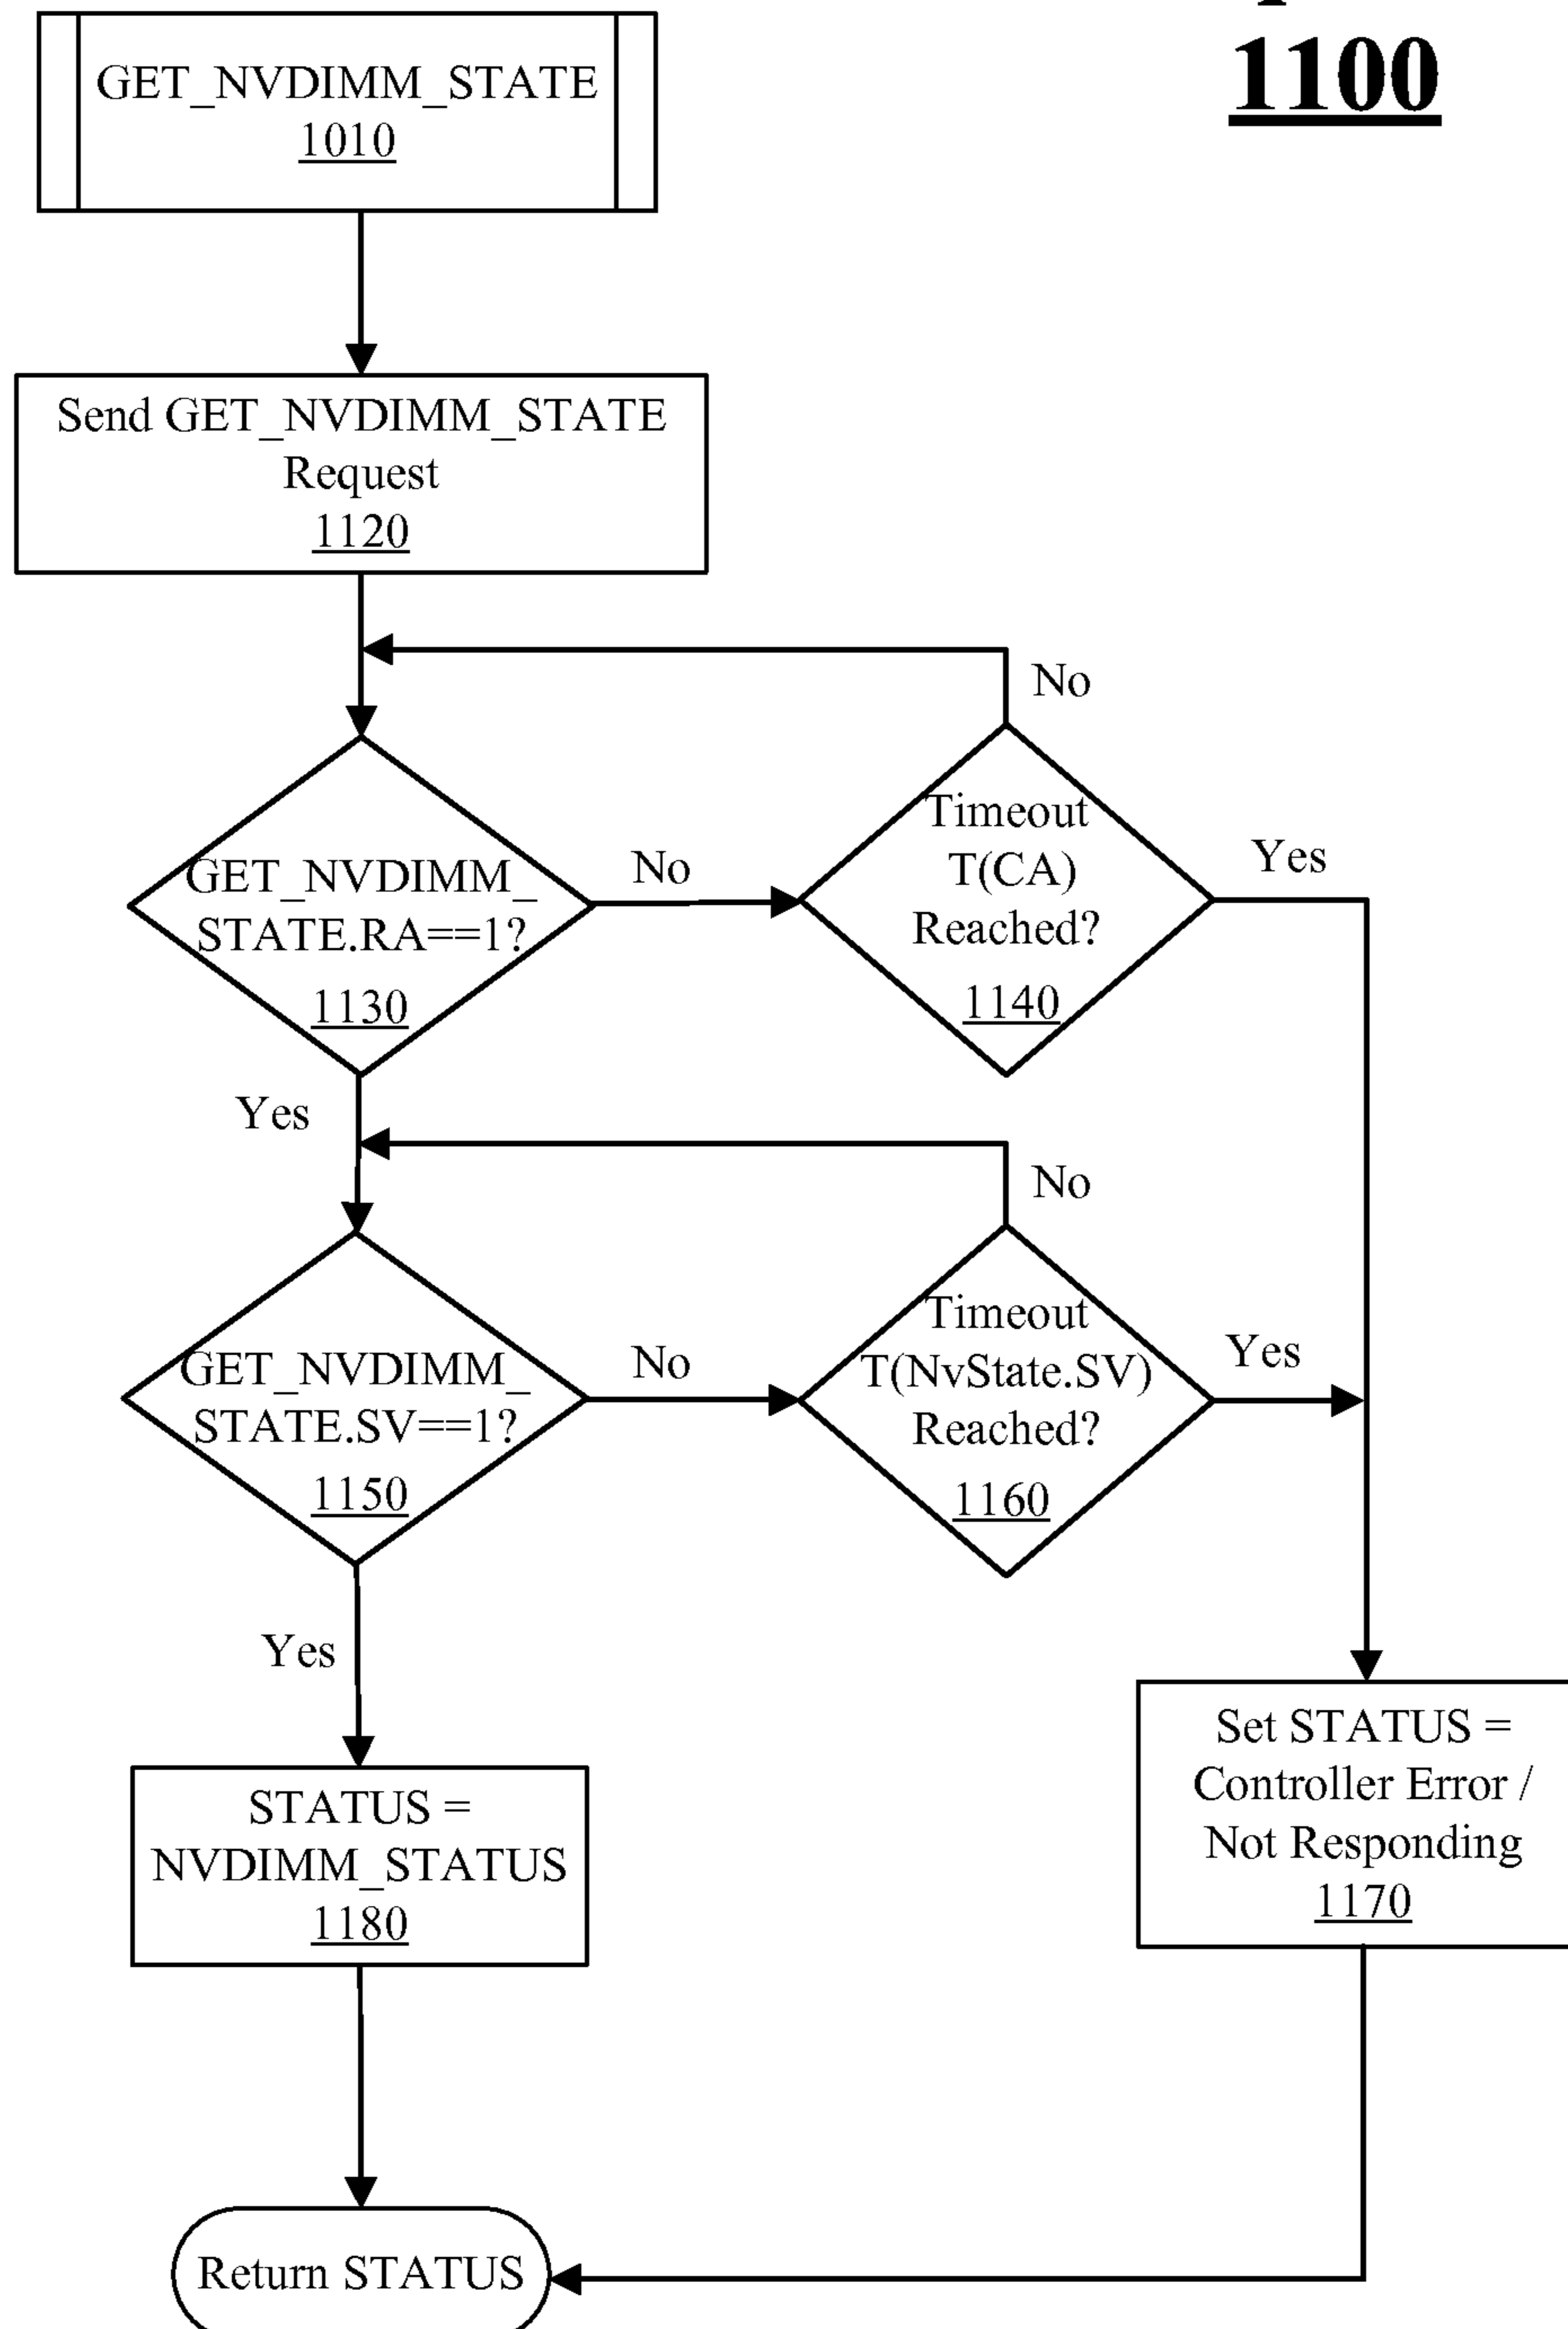 1100
GET_NVDIMM_STATE
1010
Send GET_NVDIMM_STATE
Request
1120
No
GET_NVDIMM_
STATE.RA==1?
1130
No
Timeout
T(CA)
Reached?
1140
Yes
Yes
No
GET_NVDIMM_
STATE.SV==1?
1150
No
Timeout
T(NvState.SV)
Reached?
1160
Yes
Yes
Set STATUS =
Controller Error /
Not Responding
1170
STATUS =
NVDIMM_STATUS
1180
Return STATUS